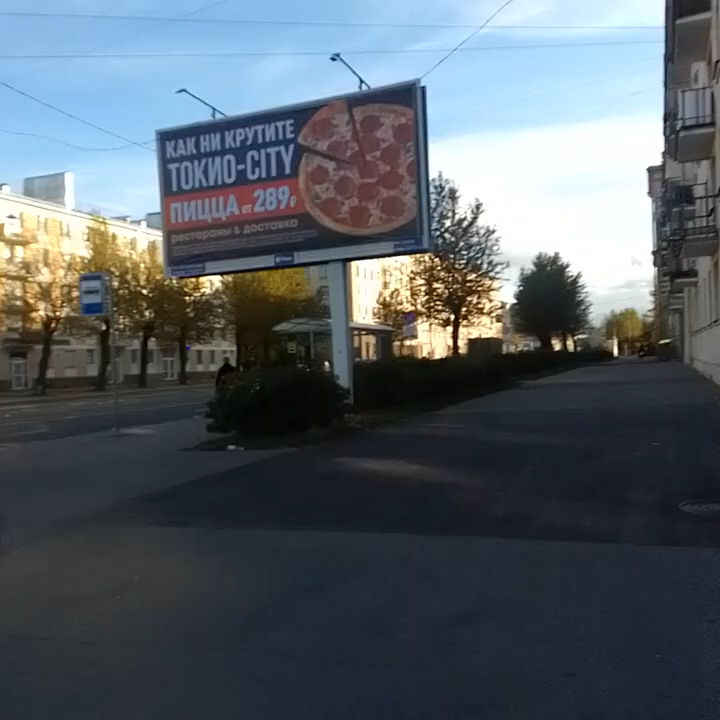 КАК НИ КРУТИТЕ
ТОКИО-CITY
ПИЦЦА от 289₽
рестораны & доставка